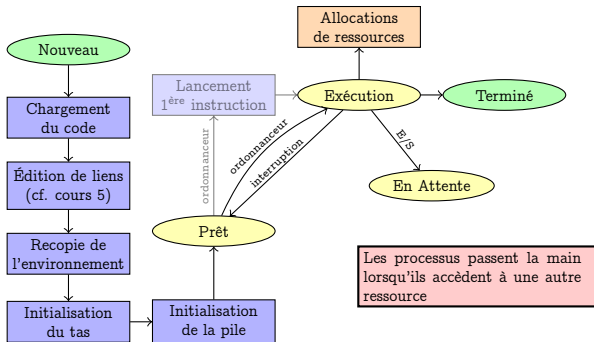 Allocations
de ressources
Nouveau
Lancement
1ère instruction
Exécution
Terminé
Chargement
du code
ordonnanceur
ordonnanceur
interruption
E/S
Édition de liens
(cf. cours 5)
En Attente
Prêt
Recopie de
l'environnement
Les processus passent la main
lorsqu'ils accèdent à une autre
ressource
Initialisation
du tas
Initialisation
de la pile